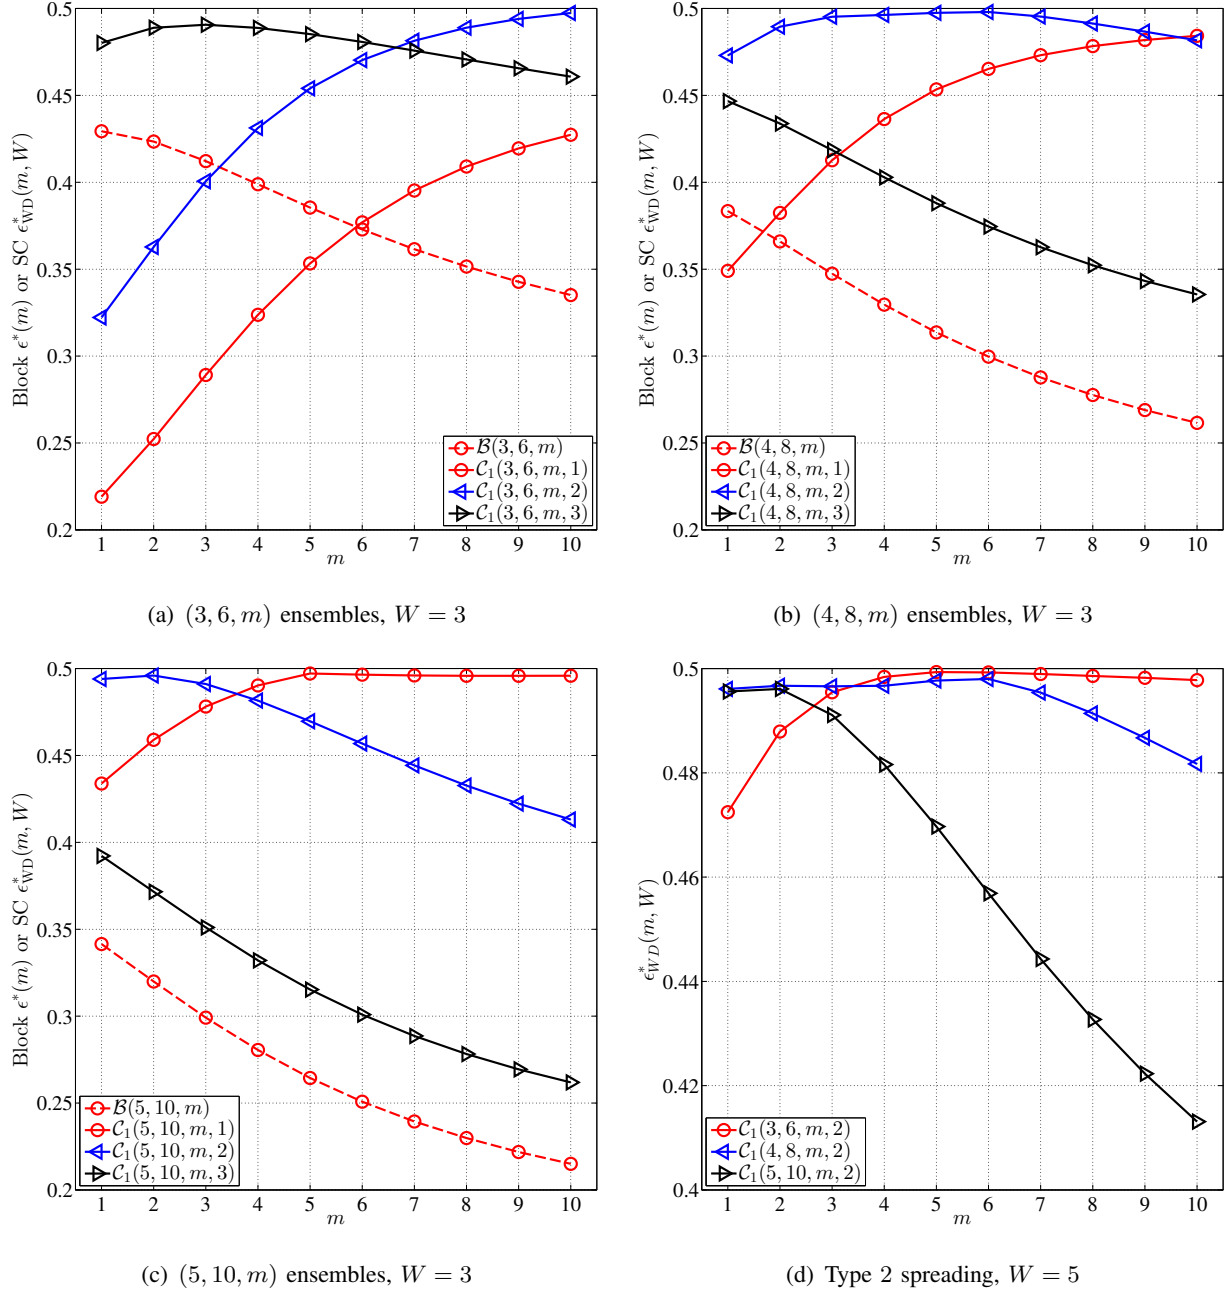 0.5
0.45
0.4
0.35
0.3
0.25
0.2
Block ϵ*(m) or SC ϵ*_WD(m, W)
1 2 3 4 5 6 7 8 9 10
m
B(3, 6, m)
C₁(3, 6, m, 1)
C₁(3, 6, m, 2)
C₁(3, 6, m, 3)
(a) (3, 6, m) ensembles, W = 3
0.5
0.45
0.4
0.35
0.3
0.25
0.2
Block ϵ*(m) or SC ϵ*_WD(m, W)
1 2 3 4 5 6 7 8 9 10
m
B(4, 8, m)
C₁(4, 8, m, 1)
C₁(4, 8, m, 2)
C₁(4, 8, m, 3)
(b) (4, 8, m) ensembles, W = 3
0.5
0.45
0.4
0.35
0.3
0.25
0.2
Block ϵ*(m) or SC ϵ*_WD(m, W)
1 2 3 4 5 6 7 8 9 10
m
B(5, 10, m)
C₁(5, 10, m, 1)
C₁(5, 10, m, 2)
C₁(5, 10, m, 3)
(c) (5, 10, m) ensembles, W = 3
0.5
0.48
0.46
0.44
0.42
0.4
ϵ*_WD(m, W)
1 2 3 4 5 6 7 8 9 10
m
C₁(3, 6, m, 2)
C₁(4, 8, m, 2)
C₁(5, 10, m, 2)
(d) Type 2 spreading, W = 5